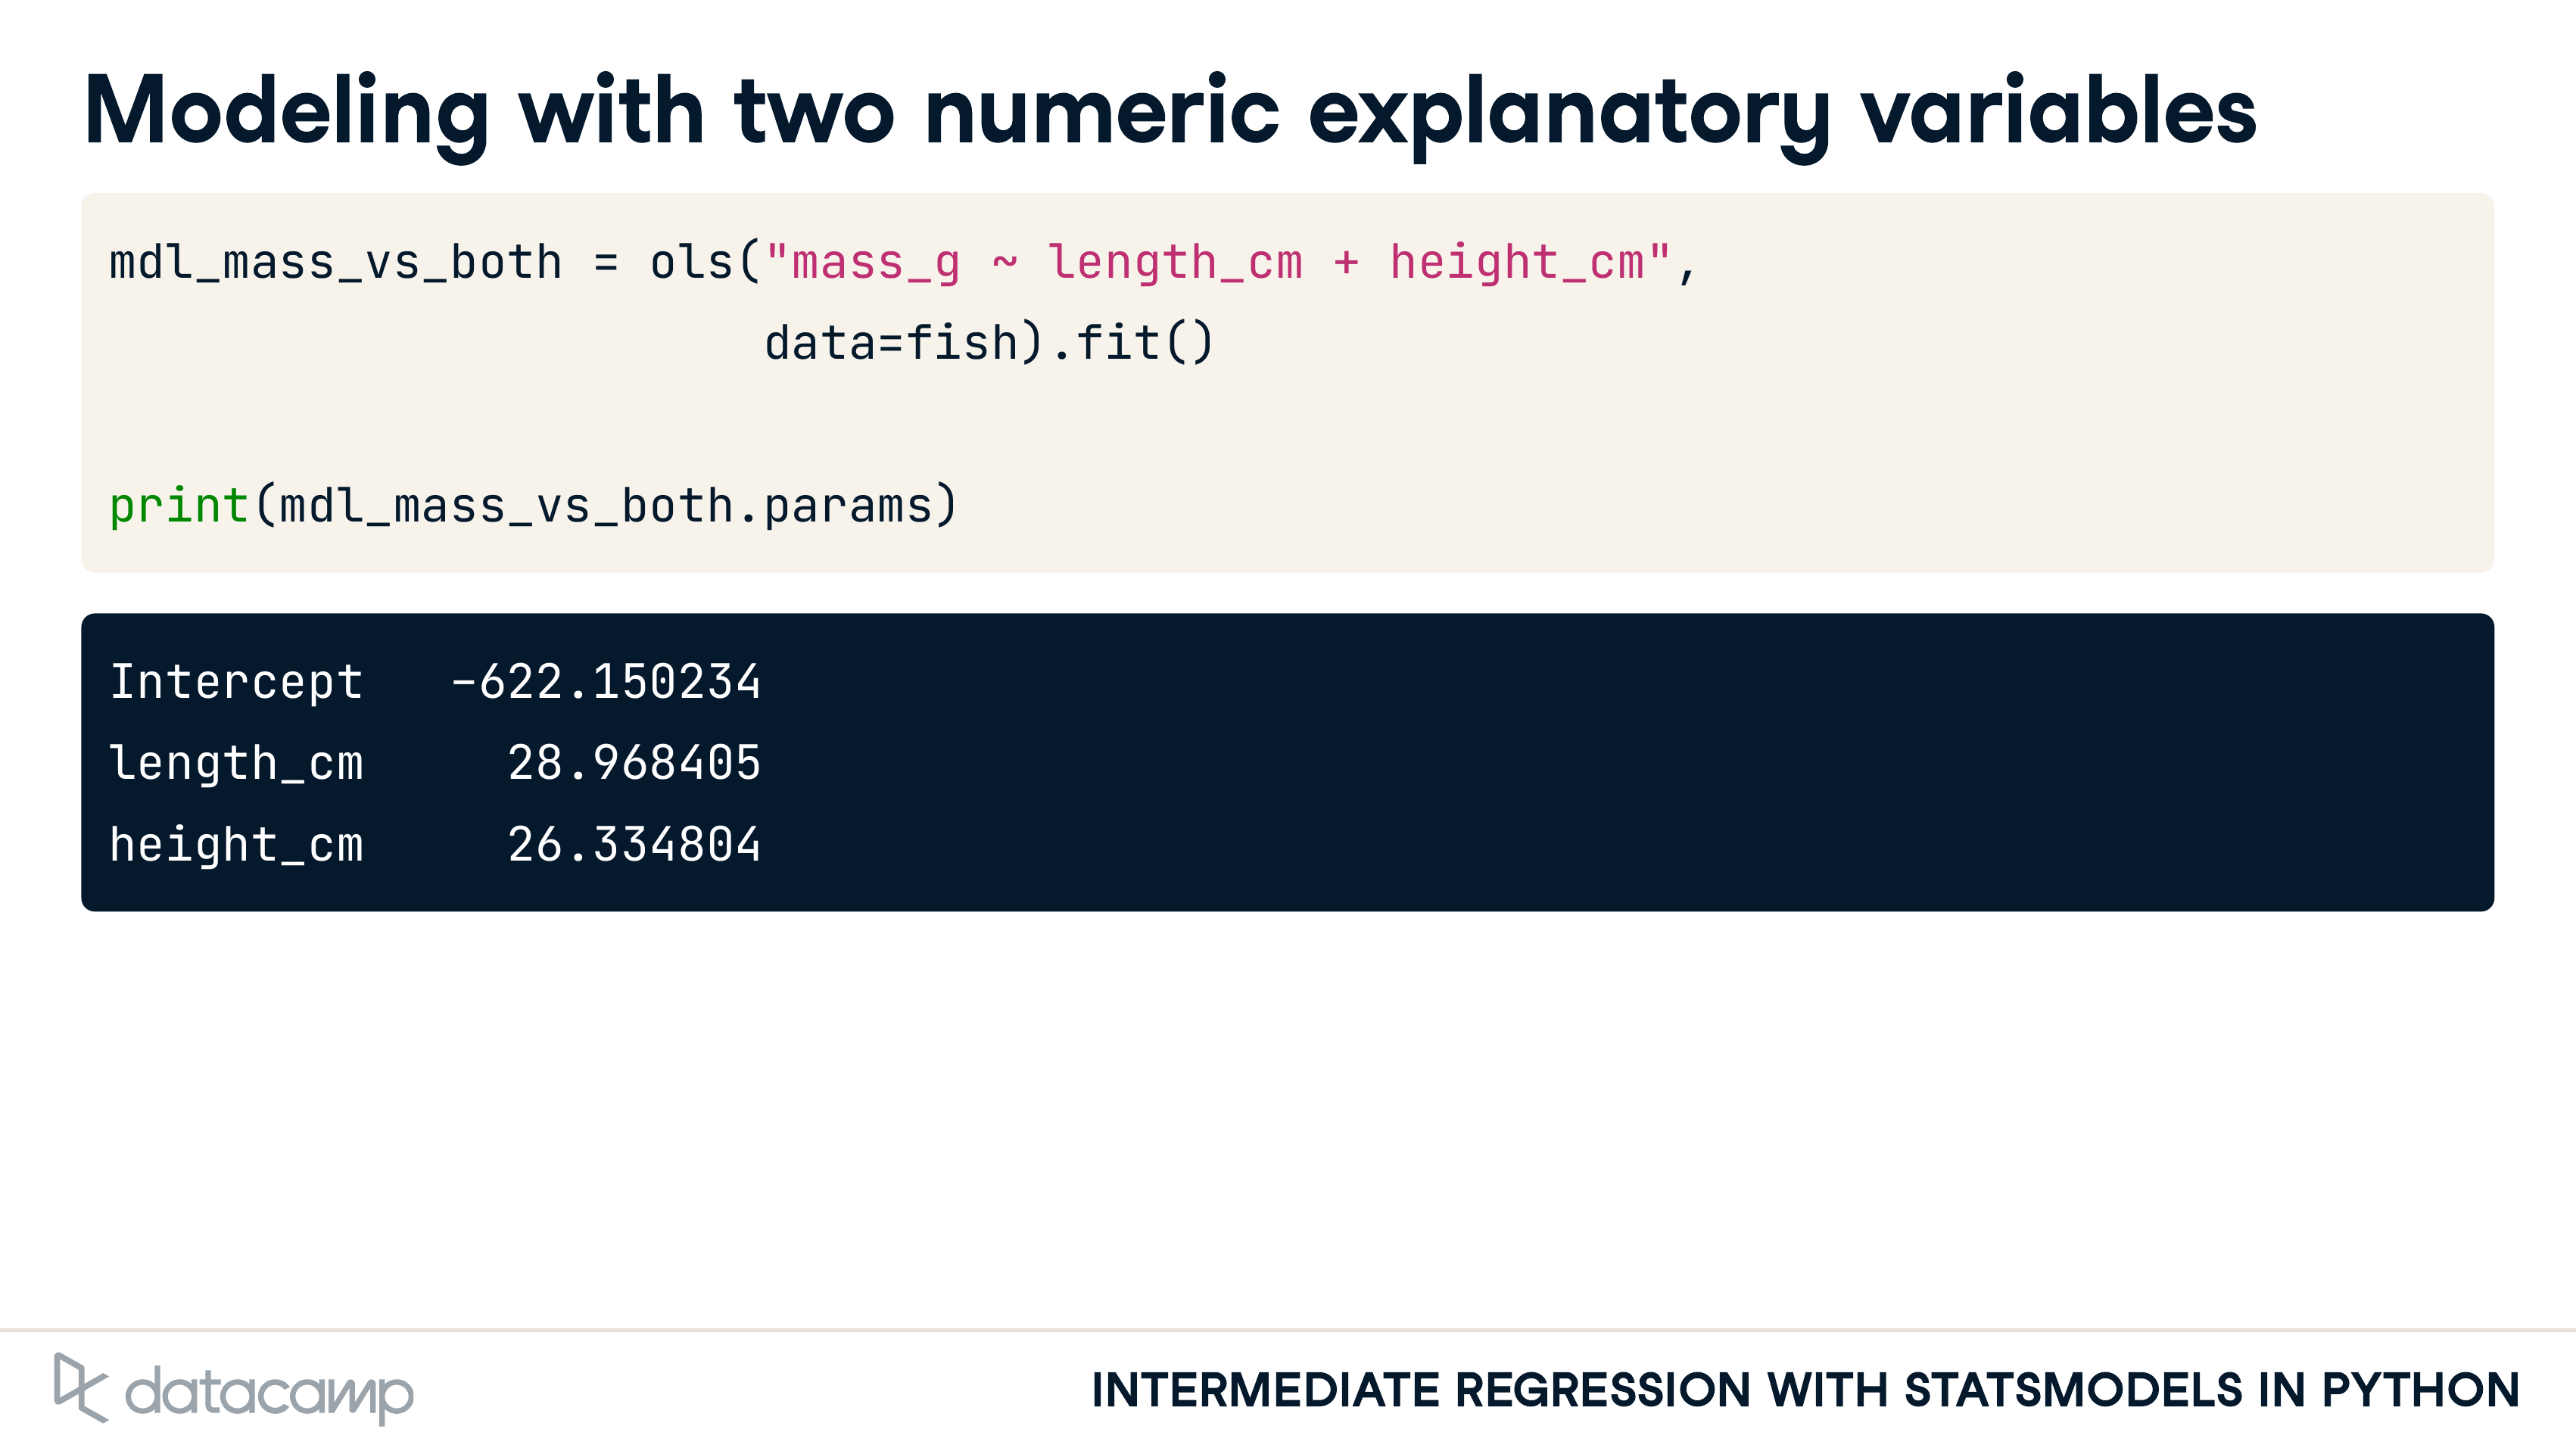 Modeling with two numeric explanatory variables
mdl_mass_vs_both = ols("mass_g ~ length_cm + height_cm",
                       data=fish).fit()
print(mdl_mass_vs_both.params)
Intercept   -622.150234
length_cm     28.968405
height_cm     26.334804
datacamp
INTERMEDIATE REGRESSION WITH STATSMODELS IN PYTHON